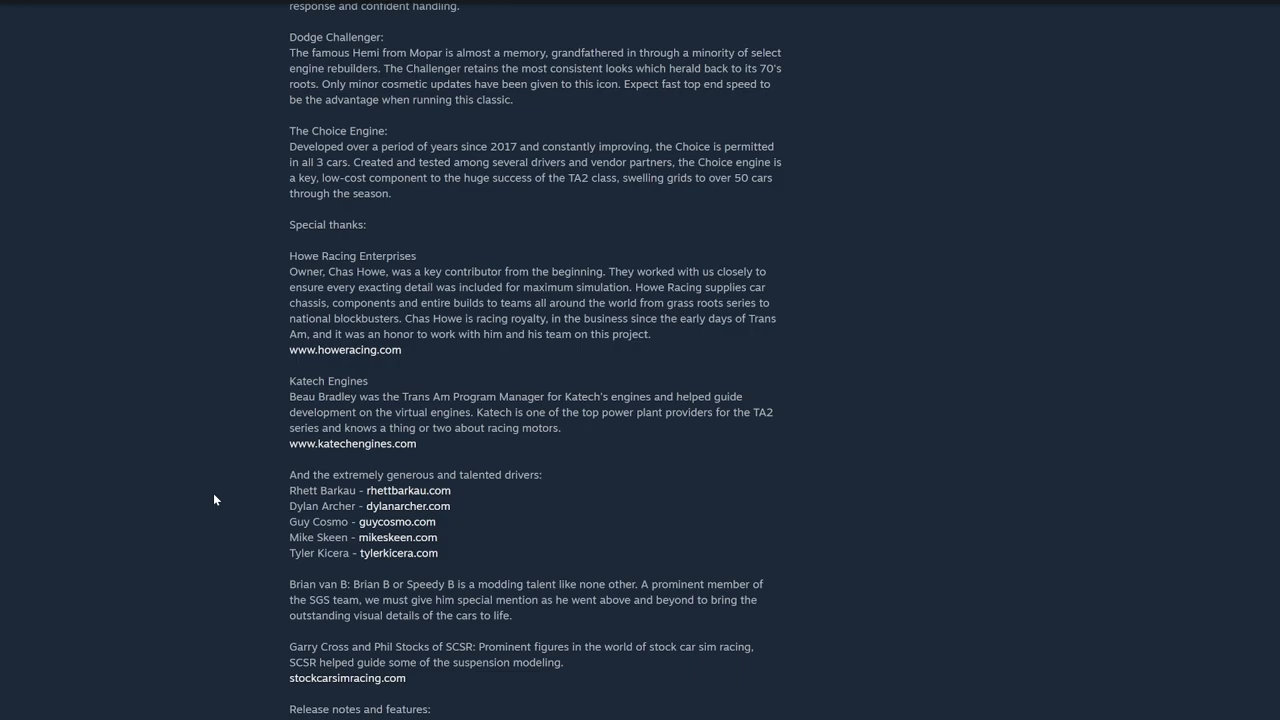 response and confident handling.
Dodge Challenger:
The famous Hemi from Mopar is almost a memory, grandfathered in through a minority of select
engine rebuilders. The Challenger retains the most consistent looks which herald back to its 70's
roots. Only minor cosmetic updates have been given to this icon. Expect fast top end speed to
be the advantage when running this classic.
The Choice Engine:
Developed over a period of years since 2017 and constantly improving, the Choice is permitted
in all 3 cars. Created and tested among several drivers and vendor partners, the Choice engine is
a key, low-cost component to the huge success of the TA2 class, swelling grids to over 50 cars
through the season.
Special thanks:
Howe Racing Enterprises
Owner, Chas Howe, was a key contributor from the beginning. They worked with us closely to
ensure every exacting detail was included for maximum simulation. Howe Racing supplies car
chassis, components and entire builds to teams all around the world from grass roots series to
national blockbusters. Chas Howe is racing royalty, in the business since the early days of Trans
Am, and it was an honor to work with him and his team on this project.
www.howeracing.com
Katech Engines
Beau Bradley was the Trans Am Program Manager for Katech's engines and helped guide
development on the virtual engines. Katech is one of the top power plant providers for the TA2
series and knows a thing or two about racing motors.
www.katechengines.com
And the extremely generous and talented drivers:
Rhett Barkau - rhettbarkau.com
Dylan Archer - dylanarcher.com
Guy Cosmo - guycosmo.com
Mike Skeen - mikeskeen.com
Tyler Kicera - tylerkicera.com
Brian van B: Brian B or Speedy B is a modding talent like none other. A prominent member of
the SGS team, we must give him special mention as he went above and beyond to bring the
outstanding visual details of the cars to life.
Garry Cross and Phil Stocks of SCSR: Prominent figures in the world of stock car sim racing,
SCSR helped guide some of the suspension modeling.
stockcarsimracing.com
Release notes and features: